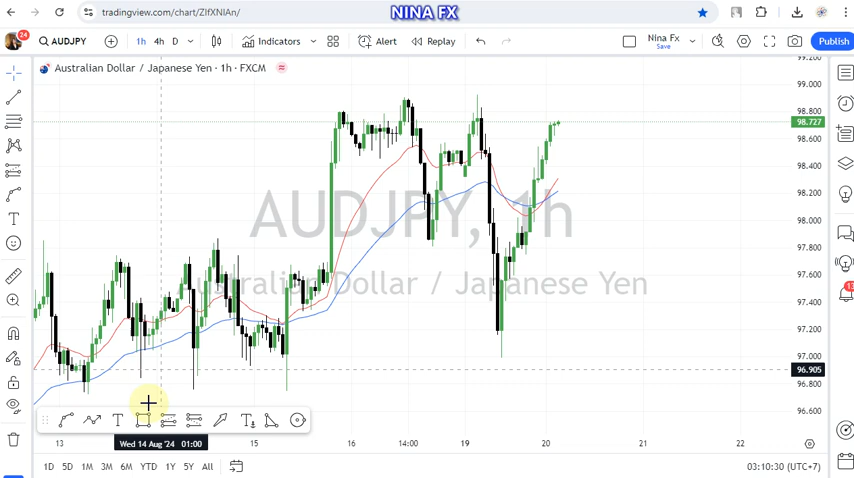 tradingview.com/chart/ZIfXNIAn/
NINA FX
24
AUDJPY
1h
4h
D
Indicators
Alert
Replay
Nina Fx
Save
Publish
Australian Dollar / Japanese Yen · 1h · FXCM
AUDJPY, 1h
Australian Dollar / Japanese Yen
99.200
99.000
98.800
98.727
98.600
98.400
98.200
98.000
97.800
97.600
97.400
97.200
97.000
96.905
96.800
96.600
13
Wed 14 Aug '24 01:00
15
16
14:00
19
20
21
22
1D 5D 1M 3M 6M YTD 1Y 5Y All
03:10:30 (UTC+7)